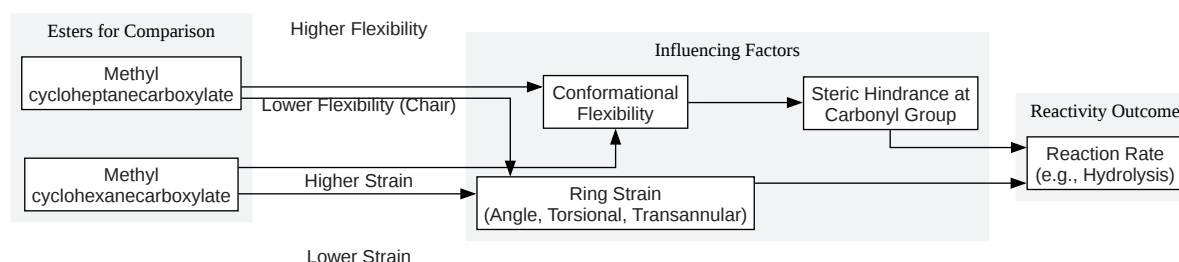 Esters for Comparison
Methyl
cycloheptanecarboxylate
Methyl
cyclohexanecarboxylate
Higher Flexibility
Lower Flexibility (Chair)
Higher Strain
Lower Strain
Influencing Factors
Conformational
Flexibility
Steric Hindrance at
Carbonyl Group
Ring Strain
(Angle, Torsional, Transannular)
Reactivity Outcome
Reaction Rate
(e.g., Hydrolysis)